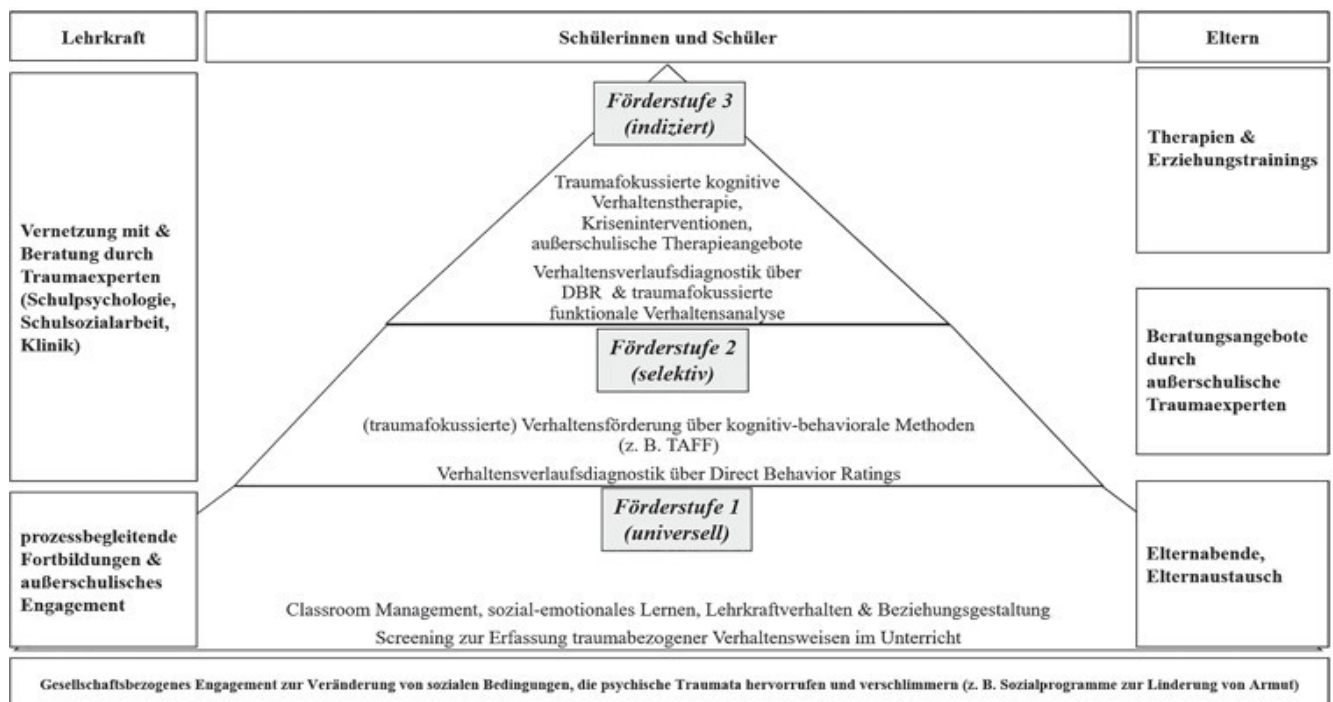 Lehrkraft
Schülerinnen und Schüler
Eltern
Vernetzung mit &
Beratung durch
Traumaexperten
(Schulpsychologie,
Schulsozialarbeit,
Klinik)
prozessbegleitende
Fortbildungen &
außerschulisches
Engagement
Förderstufe 3
(indiziert)
Traumafokussierte kognitive
Verhaltenstherapie,
Kriseninterventionen,
außerschulische Therapieangebote
Verhaltensverlaufsdiagnostik über
DBR & traumafokussierte
funktionale Verhaltensanalyse
Förderstufe 2
(selektiv)
(traumafokussierte) Verhaltensförderung über kognitiv-behaviorale Methoden
(z. B. TAFF)
Verhaltensverlaufsdiagnostik über Direct Behavior Ratings
Förderstufe 1
(universell)
Classroom Management, sozial-emotionales Lernen, Lehrkraftverhalten & Beziehungsgestaltung
Screening zur Erfassung traumabezogener Verhaltensweisen im Unterricht
Therapien &
Erziehungstrainings
Beratungsangebote
durch
außerschulische
Traumaexperten
Elternabende,
Elternaustausch
Gesellschaftsbezogenes Engagement zur Veränderung von sozialen Bedingungen, die psychische Traumata hervorrufen und verschlimmern (z. B. Sozialprogramme zur Linderung von Armut)